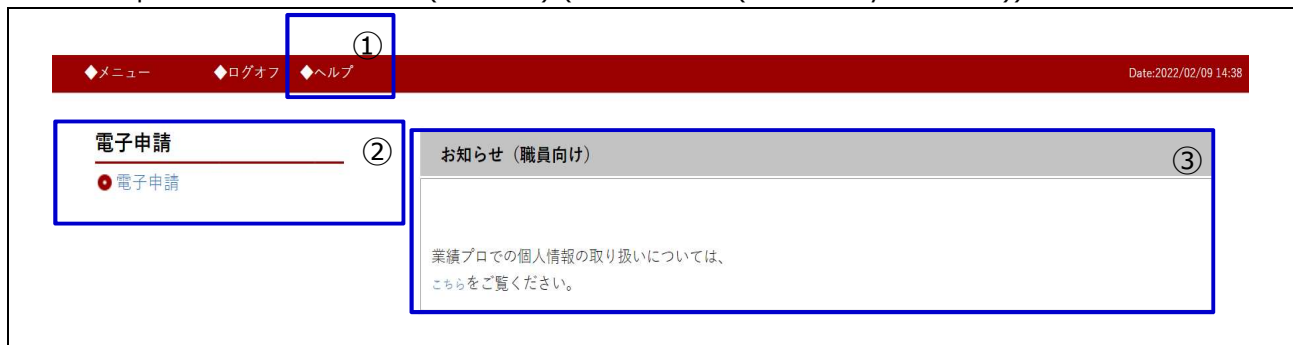 ①
◆メニュー ◆ログオフ ◆ヘルプ Date:2022/02/09 14:38
電子申請 ②
電子申請
お知らせ（職員向け） ③
業績プロでの個人情報の取り扱いについては、
こちらをご覧ください。